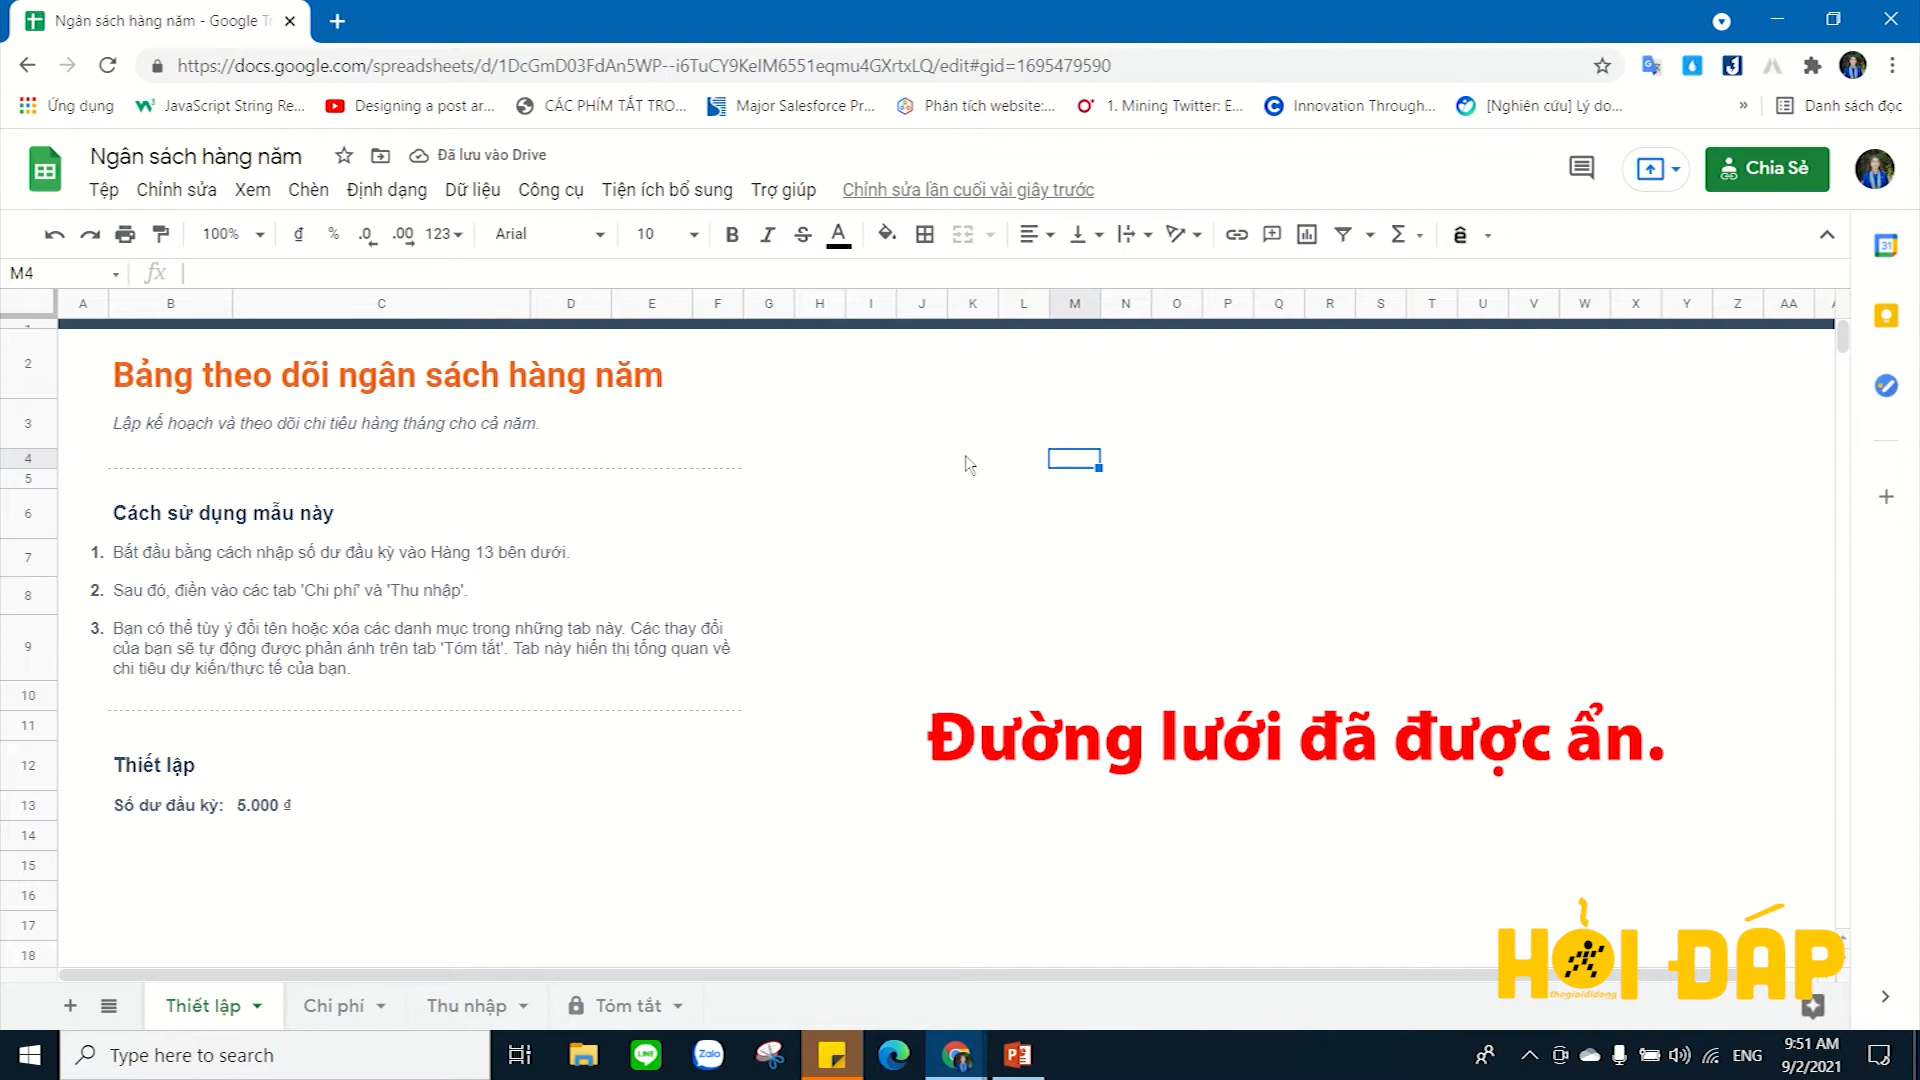 Ngân sách hàng năm - Google Tr
https://docs.google.com/spreadsheets/d/1DcGmD03FdAn5WP--i6TuCY9KeIM6551eqmu4GXrtxLQ/edit#gid=1695479590
Ứng dụng JavaScript String Re... Designing a post ar... CÁC PHÍM TẮT TRO... Major Salesforce Pr... Phân tích website:... 1. Mining Twitter: E... Innovation Through... [Nghiên cứu] Lý do... » Danh sách đọc
Ngân sách hàng năm Đã lưu vào Drive
Tệp Chỉnh sửa Xem Chèn Định dạng Dữ liệu Công cụ Tiện ích bổ sung Trợ giúp Chỉnh sửa lần cuối vài giây trước
Chia Sẻ
100% đ % .0 .00 123 Arial 10 B I S A Σ ê
M4 fx
A B C D E F G H I J K L M N O P Q R S T U V W X Y Z AA
1
2 Bảng theo dõi ngân sách hàng năm
3 Lập kế hoạch và theo dõi chi tiêu hàng tháng cho cả năm.
4
5
6 Cách sử dụng mẫu này
7 1. Bắt đầu bằng cách nhập số dư đầu kỳ vào Hàng 13 bên dưới.
8 2. Sau đó, điền vào các tab 'Chi phí' và 'Thu nhập'.
9 3. Bạn có thể tùy ý đổi tên hoặc xóa các danh mục trong những tab này. Các thay đổi
của bạn sẽ tự động được phản ánh trên tab 'Tóm tắt'. Tab này hiển thị tổng quan về
chi tiêu dự kiến/thực tế của bạn.
10
11
Đường lưới đã được ẩn.
12 Thiết lập
13 Số dư đầu kỳ: 5.000 đ
14
15
16
17
18
HỎI ĐÁP
thegioididong
Thiết lập Chi phí Thu nhập Tóm tắt
Type here to search
LINE
Zalo
ENG
9:51 AM
9/2/2021